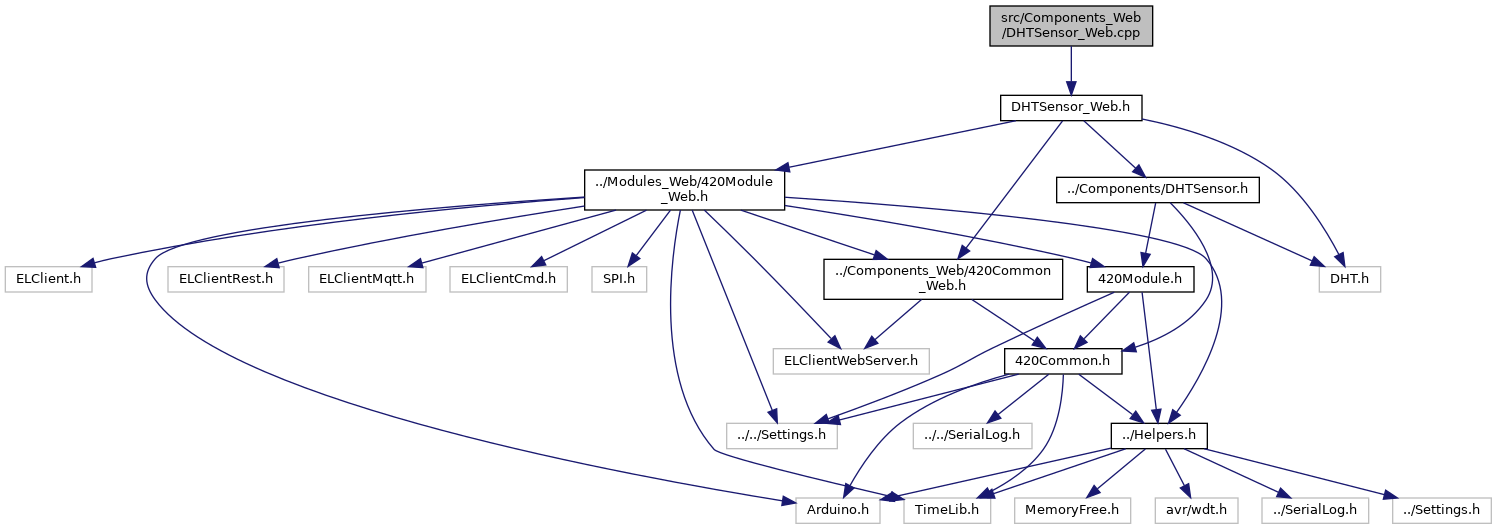 src/Components_Web
/DHTSensor_Web.cpp
DHTSensor_Web.h
../Modules_Web/420Module
_Web.h
../Components/DHTSensor.h
ELClient.h
ELClientRest.h
ELClientMqtt.h
ELClientCmd.h
SPI.h
../Components_Web/420Common
_Web.h
420Module.h
DHT.h
ELClientWebServer.h
420Common.h
../../Settings.h
../../SerialLog.h
../Helpers.h
Arduino.h
TimeLib.h
MemoryFree.h
avr/wdt.h
../SerialLog.h
../Settings.h